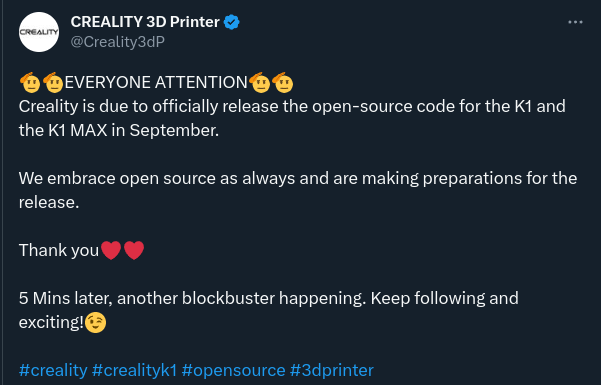 CREALITY
CREALITY 3D Printer
@Creality3dP
🫡🫡EVERYONE ATTENTION🫡🫡
Creality is due to officially release the open-source code for the K1 and
the K1 MAX in September.
We embrace open source as always and are making preparations for the
release.
Thank you❤️❤️
5 Mins later, another blockbuster happening. Keep following and
exciting!😉
#creality #crealityk1 #opensource #3dprinter